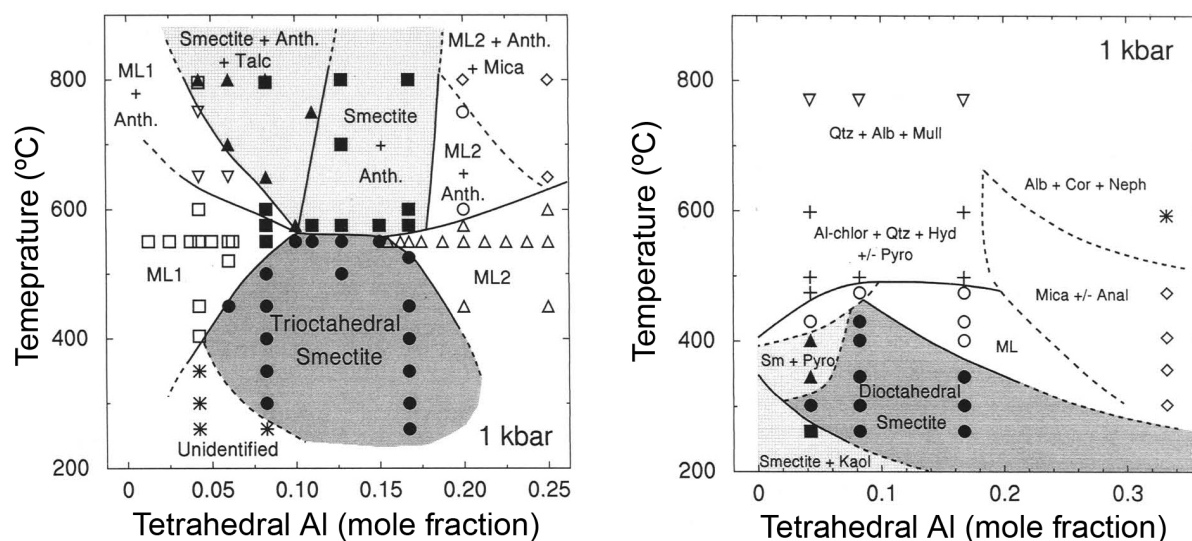 Temeprature (ºC)
800
600
400
200
Smectite + Anth.
+ Talc
ML1
+
Anth.
ML2 + Anth.
+ Mica
Smectite
+
Anth.
ML2
+
Anth.
ML1
ML2
Trioctahedral
Smectite
Unidentified
1 kbar
0
0.05
0.10
0.15
0.20
0.25
Tetrahedral Al (mole fraction)
Temperature (ºC)
800
600
400
200
1 kbar
Qtz + Alb + Mull
Alb + Cor + Neph
Al-chlor + Qtz + Hyd
+/- Pyro
Mica +/- Anal
ML
Sm + Pyro
Dioctahedral
Smectite
Smectite + Kaol
0
0.1
0.2
0.3
Tetrahedral Al (mole fraction)